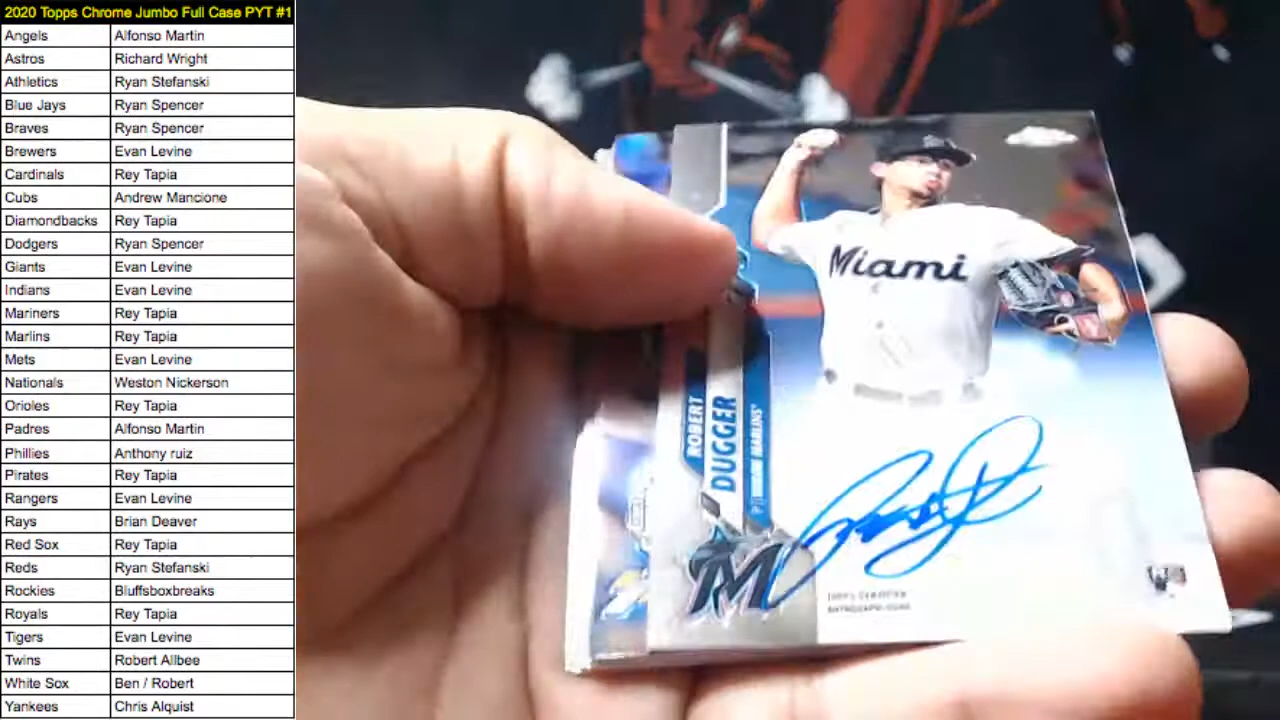 2020 Topps Chrome Jumbo Full Case PYT #1
Angels Alfonso Martin
Astros Richard Wright
Athletics Ryan Stefanski
Blue Jays Ryan Spencer
Braves Ryan Spencer
Brewers Evan Levine
Cardinals Rey Tapia
Cubs Andrew Mancione
Diamondbacks Rey Tapia
Dodgers Ryan Spencer
Giants Evan Levine
Indians Evan Levine
Mariners Rey Tapia
Marlins Rey Tapia
Mets Evan Levine
Nationals Weston Nickerson
Orioles Rey Tapia
Padres Alfonso Martin
Phillies Anthony ruiz
Pirates Rey Tapia
Rangers Evan Levine
Rays Brian Deaver
Red Sox Rey Tapia
Reds Ryan Stefanski
Rockies Bluffsboxbreaks
Royals Rey Tapia
Tigers Evan Levine
Twins Robert Allbee
White Sox Ben / Robert
Yankees Chris Alquist
Miami
ROBERT
DUGGER
MIAMI MARLINS
M